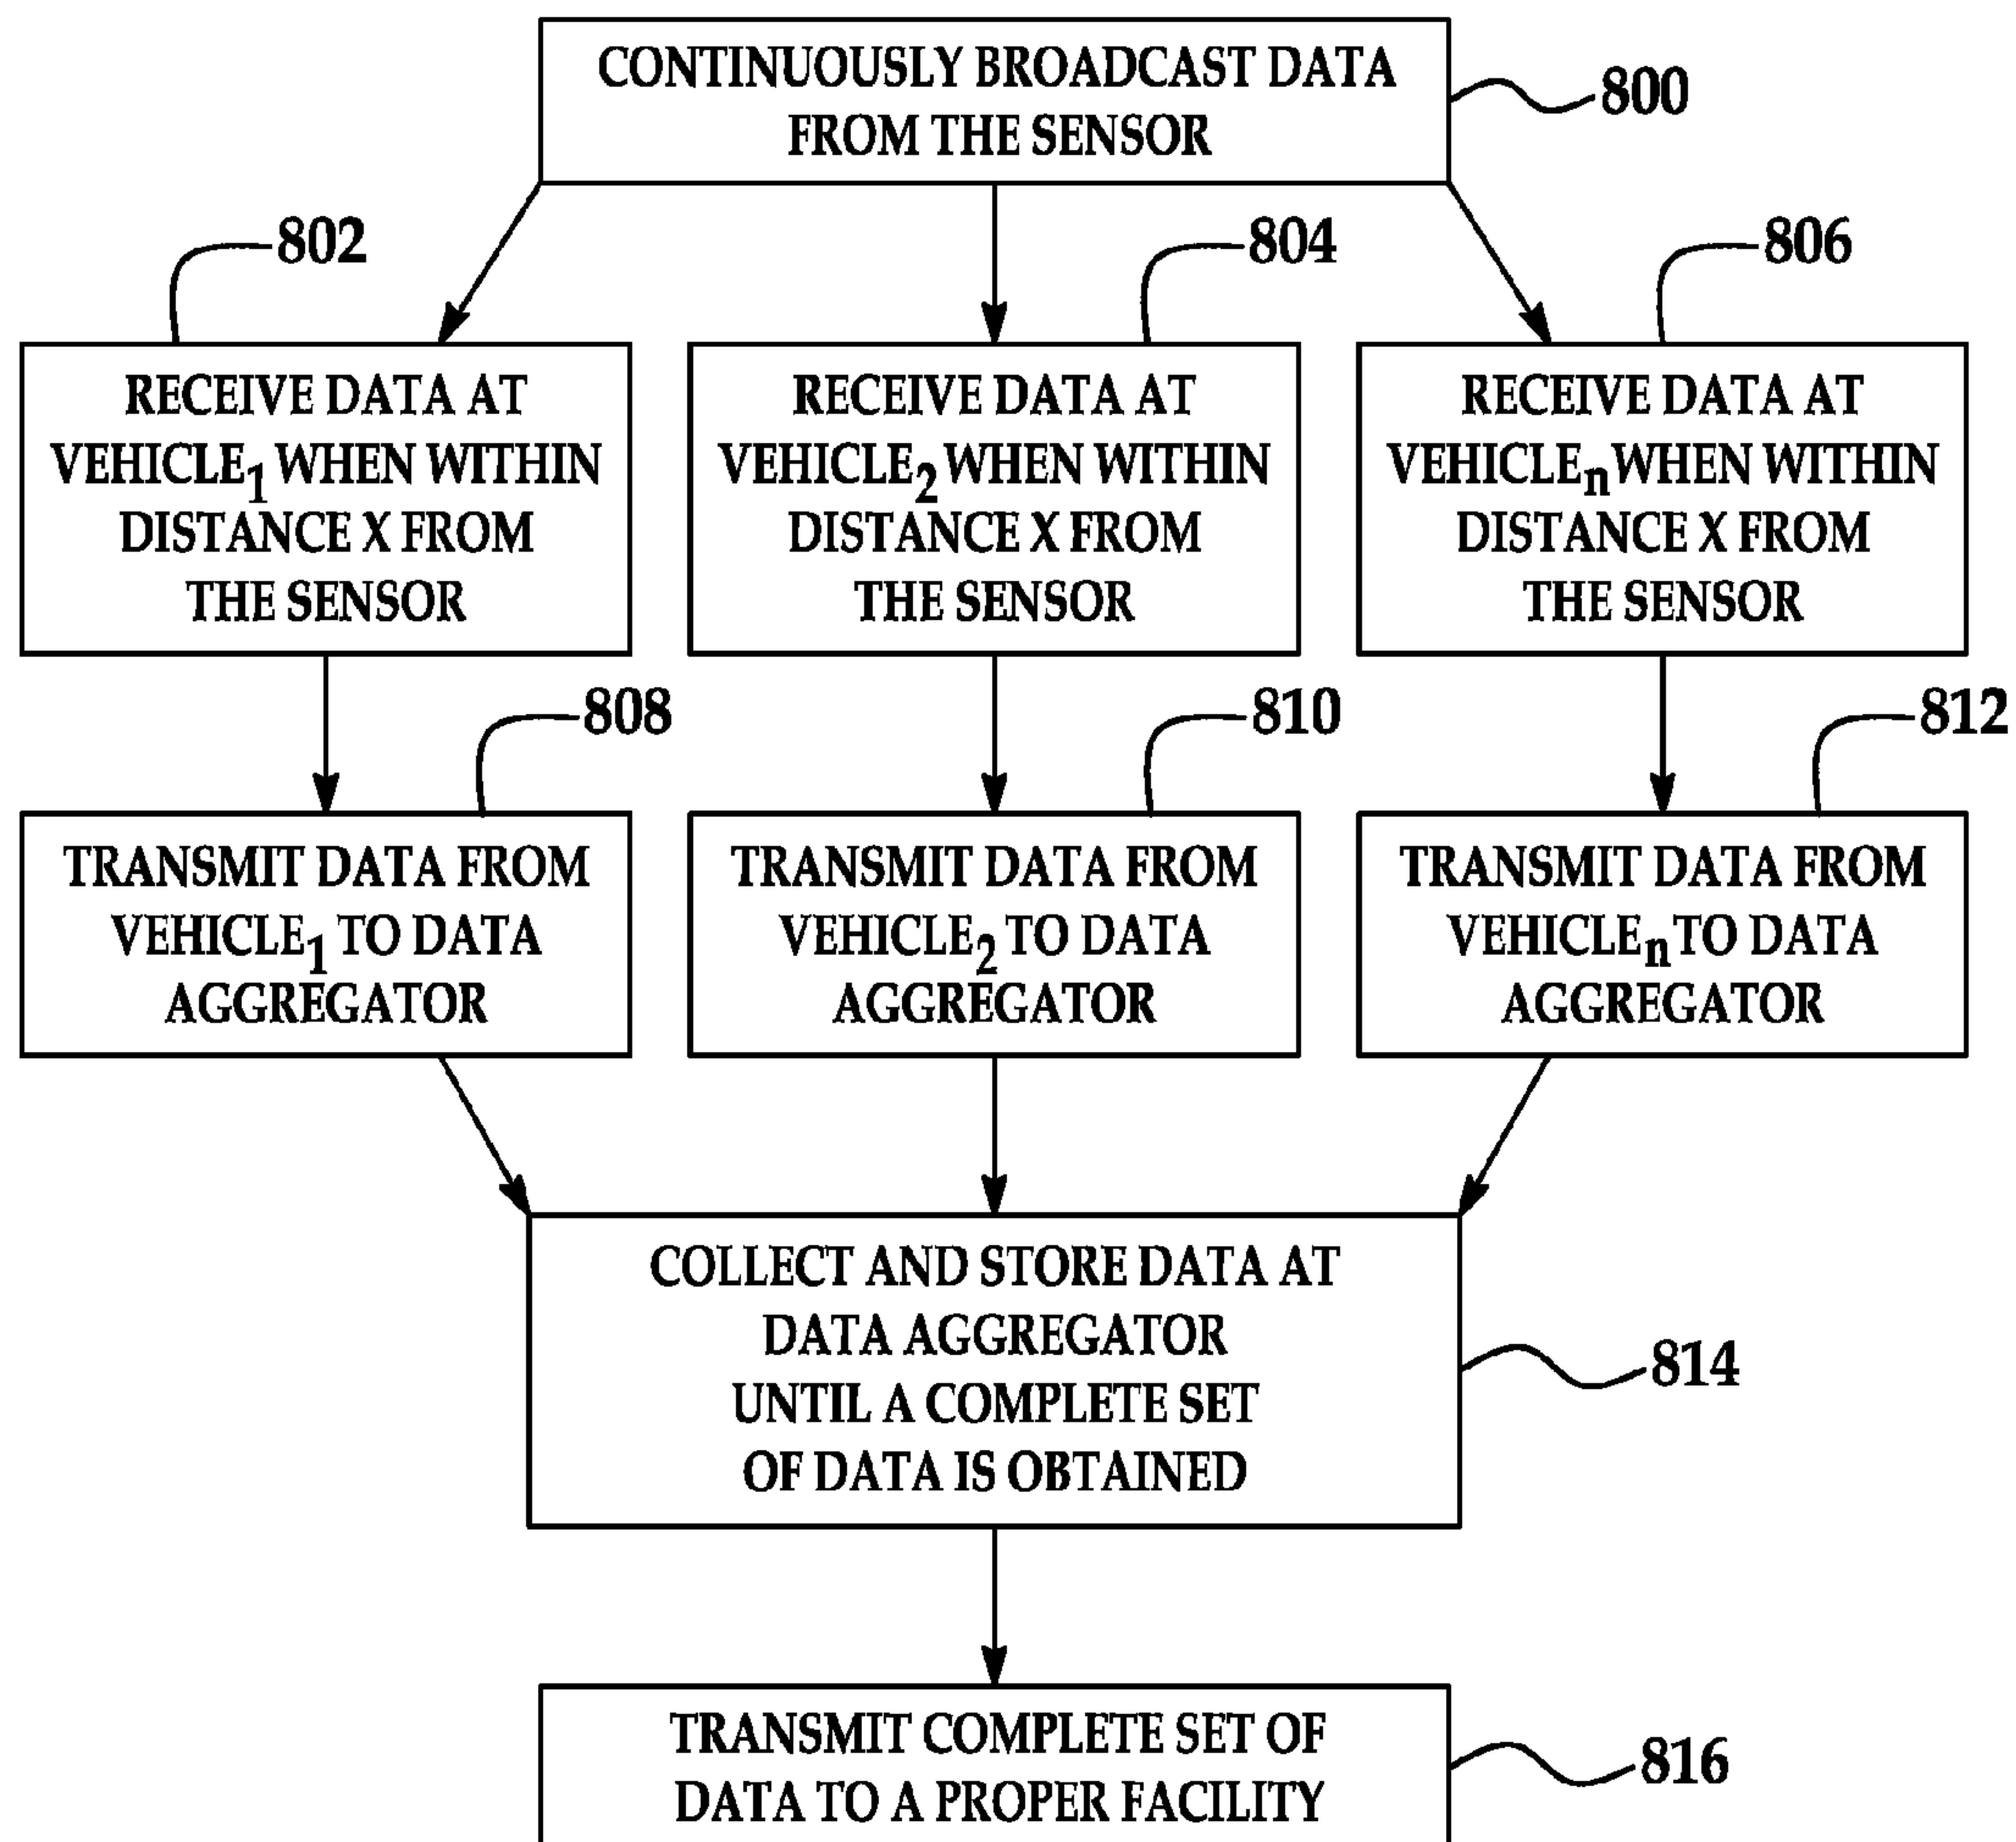 CONTINUOUSLY BROADCAST DATA
FROM THE SENSOR
800
802
804
806
RECEIVE DATA AT
VEHICLE1 WHEN WITHIN
DISTANCE X FROM
THE SENSOR
RECEIVE DATA AT
VEHICLE2 WHEN WITHIN
DISTANCE X FROM
THE SENSOR
RECEIVE DATA AT
VEHICLEn WHEN WITHIN
DISTANCE X FROM
THE SENSOR
808
810
812
TRANSMIT DATA FROM
VEHICLE1 TO DATA
AGGREGATOR
TRANSMIT DATA FROM
VEHICLE2 TO DATA
AGGREGATOR
TRANSMIT DATA FROM
VEHICLEn TO DATA
AGGREGATOR
COLLECT AND STORE DATA AT
DATA AGGREGATOR
UNTIL A COMPLETE SET
OF DATA IS OBTAINED
814
TRANSMIT COMPLETE SET OF
DATA TO A PROPER FACILITY
816